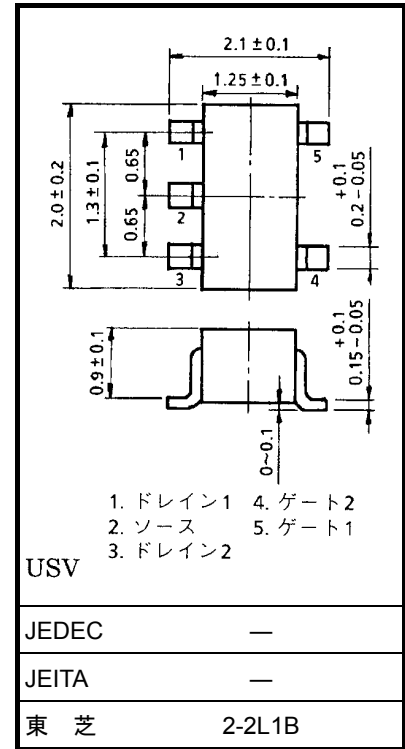 2.1±0.1
1.25±0.1
2.0±0.2
1.3±0.1
0.65
0.65
1
2
3
5
4
+0.1
0.2-0.05
0.9±0.1
+0.1
0.15-0.05
0~0.1
1. ドレイン1 4. ゲート2
2. ソース 5. ゲート1
3. ドレイン2
USV
JEDEC —
JEITA —
東 芝 2-2L1B